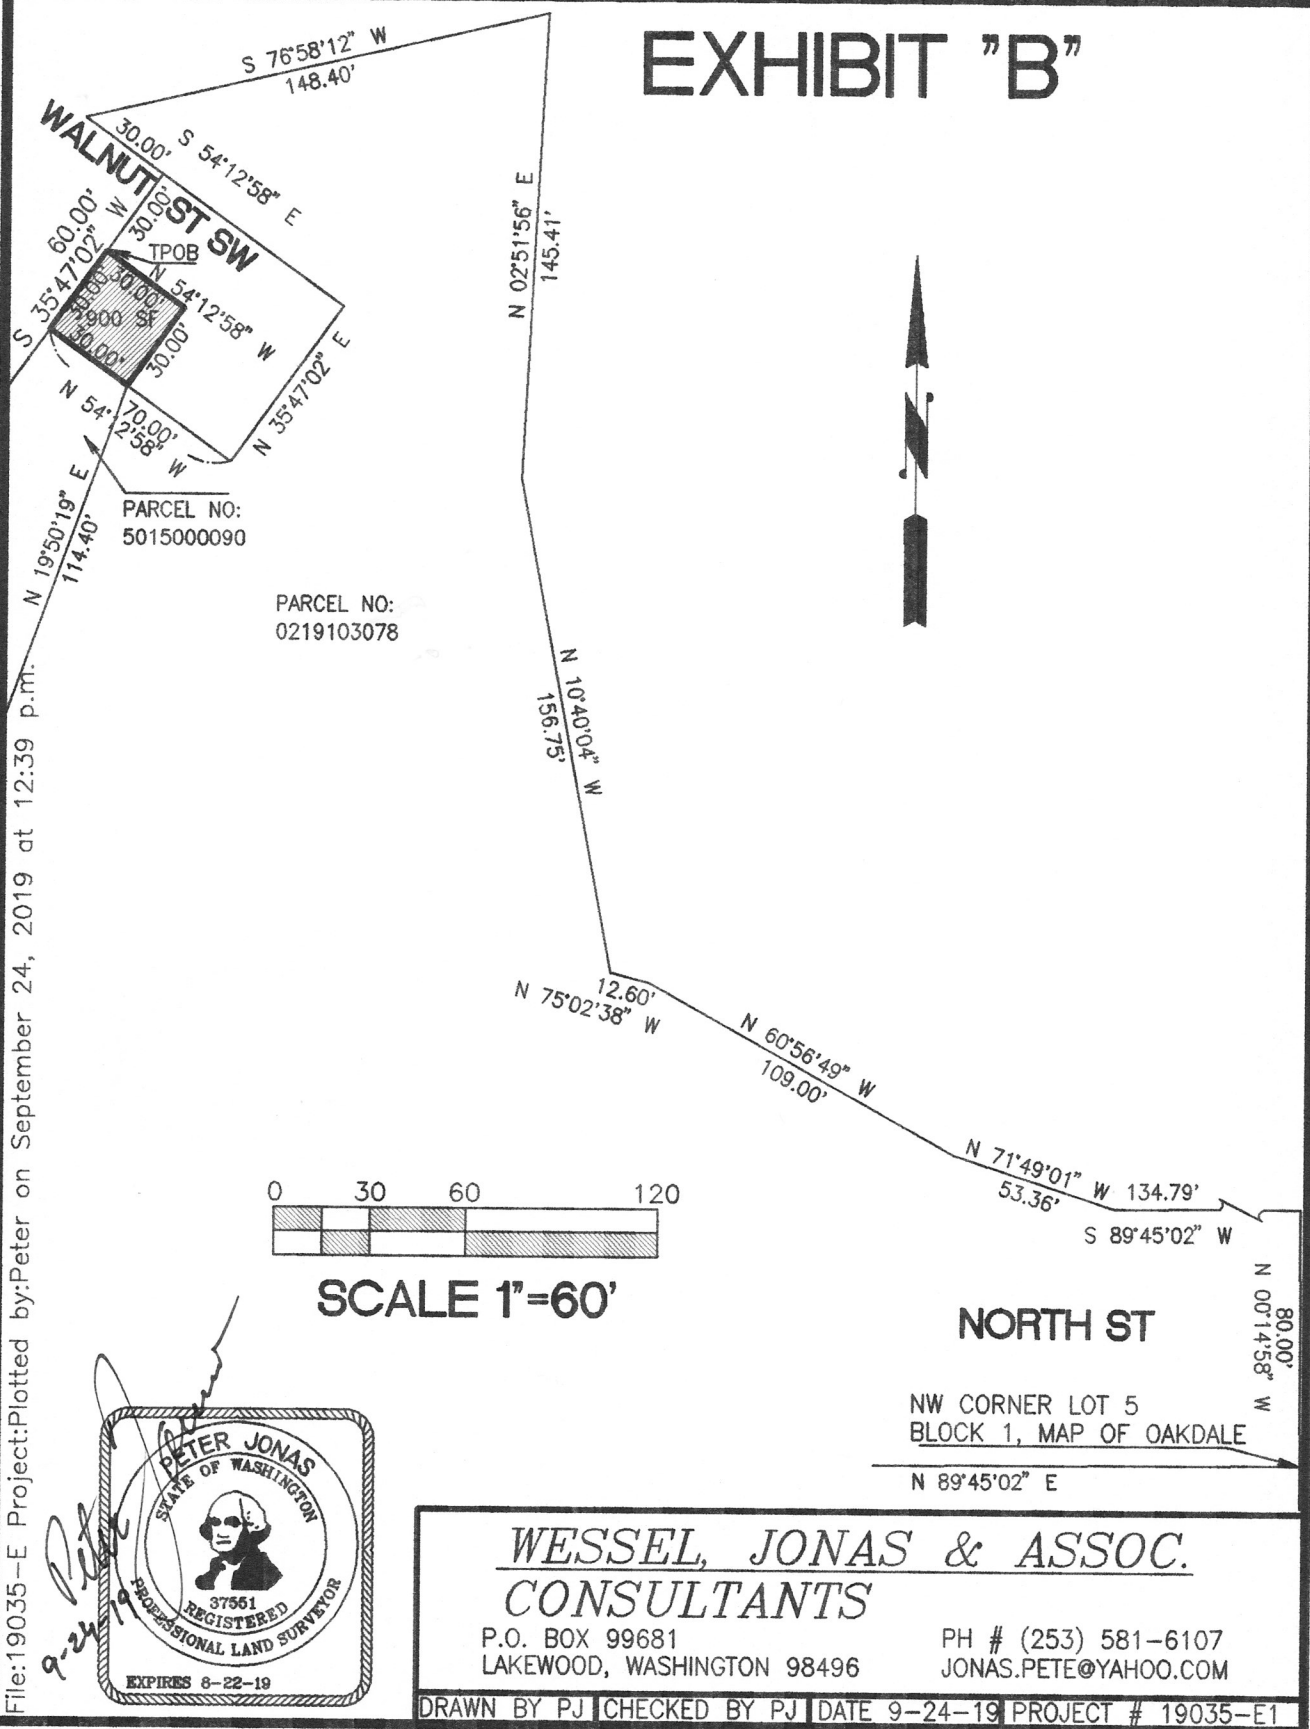 EXHIBIT "B"
S 76°58'12" W
148.40'
WALNUT ST SW
30.00'
S 54°12'58" E
60.00'
S 35°47'02" W
30.00'
TPOB
N 54°12'58" W
30.00'
30.00'
900 SF
30.00'
30.00'
N 35°47'02" E
70.00'
N 54°12'58" W
N 02°51'56" E
145.41'
N 19°50'19" E
114.40'
PARCEL NO:
5015000090
PARCEL NO:
0219103078
N 10°40'04" W
156.75'
12.60'
N 75°02'38" W
N 60°56'49" W
109.00'
N 71°49'01" W
53.36'
134.79'
S 89°45'02" W
N 00°14'58" W
80.00'
0 30 60 120
SCALE 1"=60'
NORTH ST
NW CORNER LOT 5
BLOCK 1, MAP OF OAKDALE
N 89°45'02" E
File:19035-E Project:Plotted by:Peter on September 24, 2019 at 12:39 p.m.
PETER JONAS
STATE OF WASHINGTON
37551
REGISTERED
PROFESSIONAL LAND SURVEYOR
EXPIRES 8-22-19
Peter Jonas
9-24-19
WESSEL, JONAS & ASSOC.
CONSULTANTS
P.O. BOX 99681
LAKEWOOD, WASHINGTON 98496
PH # (253) 581-6107
JONAS.PETE@YAHOO.COM
DRAWN BY PJ CHECKED BY PJ DATE 9-24-19 PROJECT # 19035-E1